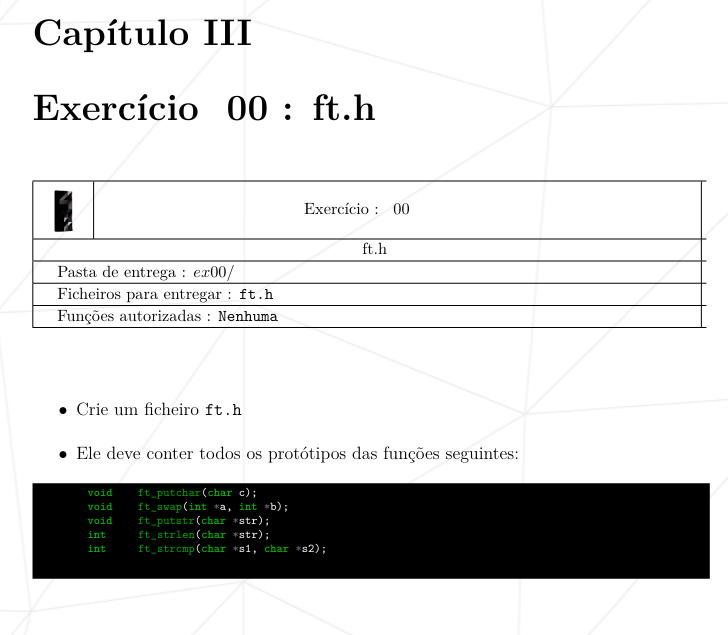 Capítulo III
Exercício 00 : ft.h
Exercício : 00
ft.h
Pasta de entrega : ex00/
Ficheiros para entregar : ft.h
Funções autorizadas : Nenhuma
• Crie um ficheiro ft.h
• Ele deve conter todos os protótipos das funções seguintes:
void ft_putchar(char c);
void ft_swap(int *a, int *b);
void ft_putstr(char *str);
int ft_strlen(char *str);
int ft_strcmp(char *s1, char *s2);